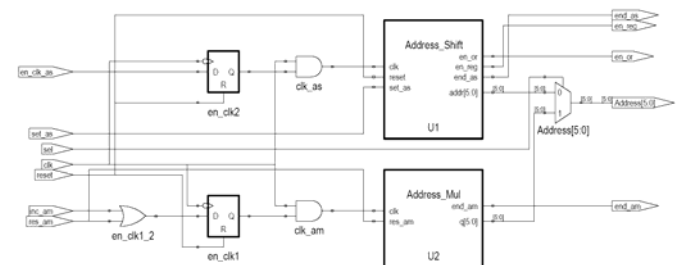 end_as
en_reg
Address_Shift
en_or
en_or
clk
en_reg
en_clk_as
D Q
reset
end_as
R
clk_as
set_as
addr[5:0]
[5:0]
[5:0]
0
[5:0]
[5:0]
Address[5:0]
en_clk2
[5:0]
1
set_as
U1
Address[5:0]
sel
clk
reset
Address_Mul
D Q
inc_am
clk
end_am
end_am
res_am
R
clk_am
res_am
q[5:0]
[5:0]
en_clk1_2
en_clk1
U2